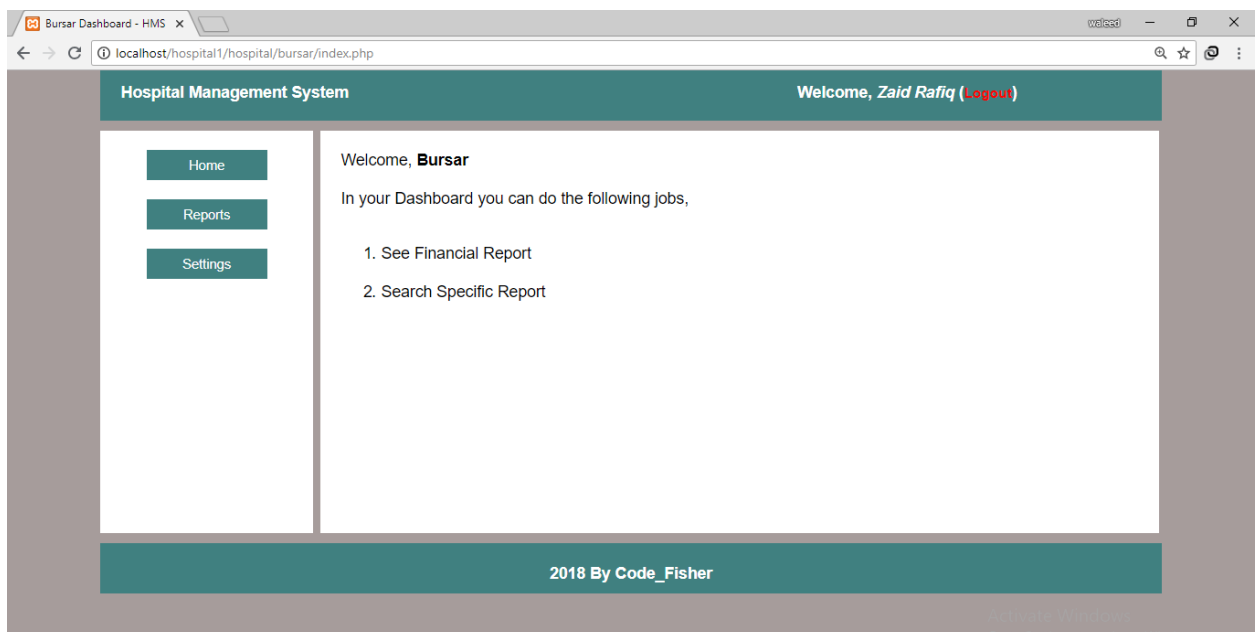 Bursar Dashboard - HMS
waleed
localhost/hospital1/hospital/bursar/index.php
Hospital Management System
Welcome, Zaid Rafiq (Logout)
Home
Reports
Settings
Welcome, Bursar
In your Dashboard you can do the following jobs,
1. See Financial Report
2. Search Specific Report
2018 By Code_Fisher
Activate Windows